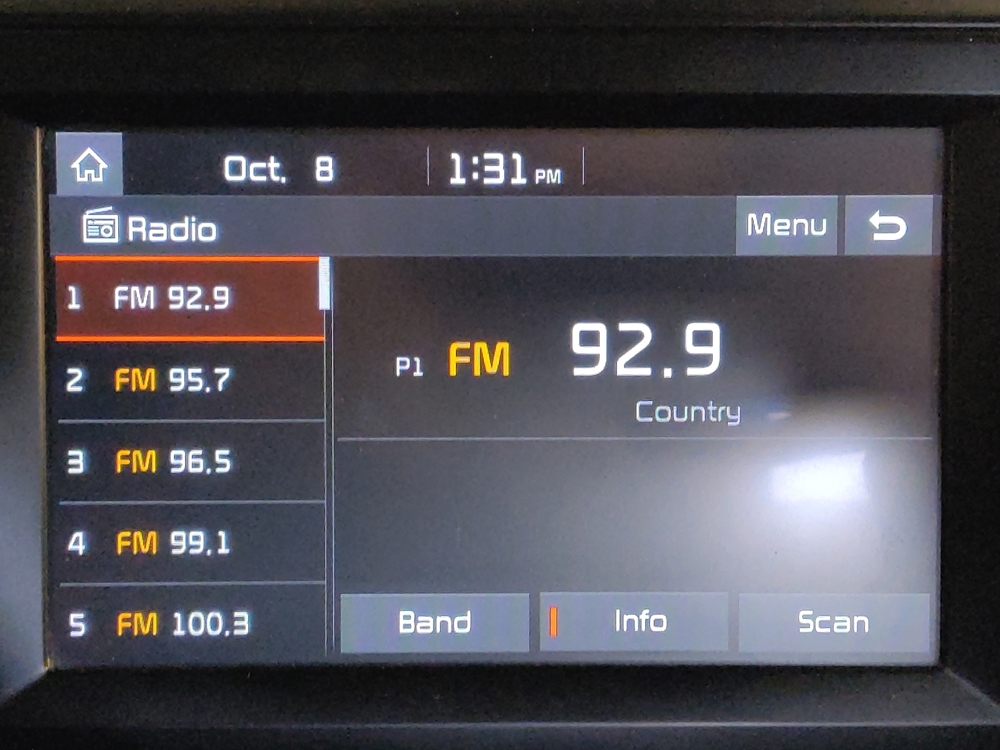 Oct. 8 1:31 PM
Radio Menu
1 FM 92.9
2 FM 95.7
3 FM 96.5
4 FM 99.1
5 FM 100.3
P1 FM 92.9
Country
Band Info Scan